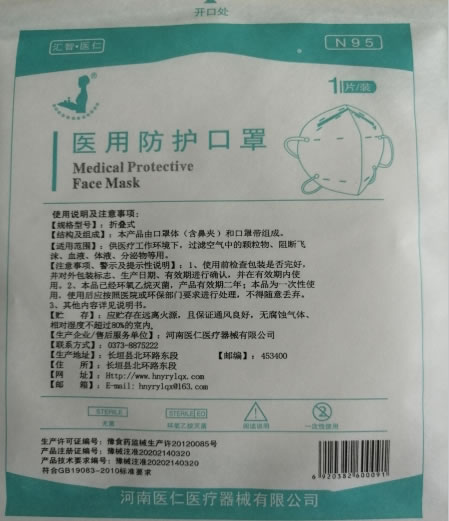 开口处
汇智·医仁
N95
1片/装
医用防护口罩
Medical Protective
Face Mask
使用说明及注意事项：
【规格型号】：折叠式
【结构及组成】：本产品由口罩体（含鼻夹）和口罩带组成。
【适用范围】：供医疗工作环境下，过滤空气中的颗粒物、阻断飞
沫、血液、体液、分泌物等用。
【注意事项、警示及提示性说明】：1、使用前检查包装是否完好，
并对外包装标志、生产日期、有效期进行确认，并在有效期内使
用。2、本品已经环氧乙烷灭菌，产品有效期二年；本品为一次性使
用，使用后应按照医院或环保部门要求进行处理，不得随意丢弃。
3、其他内容详见说明书。
【贮 存】：应贮存在远离火源，且保证通风良好，无腐蚀气体、
相对湿度不超过80%的室内。
【生产企业/售后服务单位】：河南医仁医疗器械有限公司
【联系方式】：0373-8875222
【生产地址】：长垣县北环路东段 【邮编】，453400
【住 所】：长垣县北环路东段
【网 址】：Http://www.hnyrylqx.com
【邮 箱】：E-mail: hnyrylqx@163.com
STERILE
STERILE EO
无菌
环氧乙烷灭菌
阅读说明
一次性使用
生产许可证编号：豫食药监械生产许20120085号
产品注册证编号：豫械注准20202140320
产品技术要求编号：豫械注准20202140320
符合GB19083-2010标准要求
6 920382 600091
河南医仁医疗器械有限公司